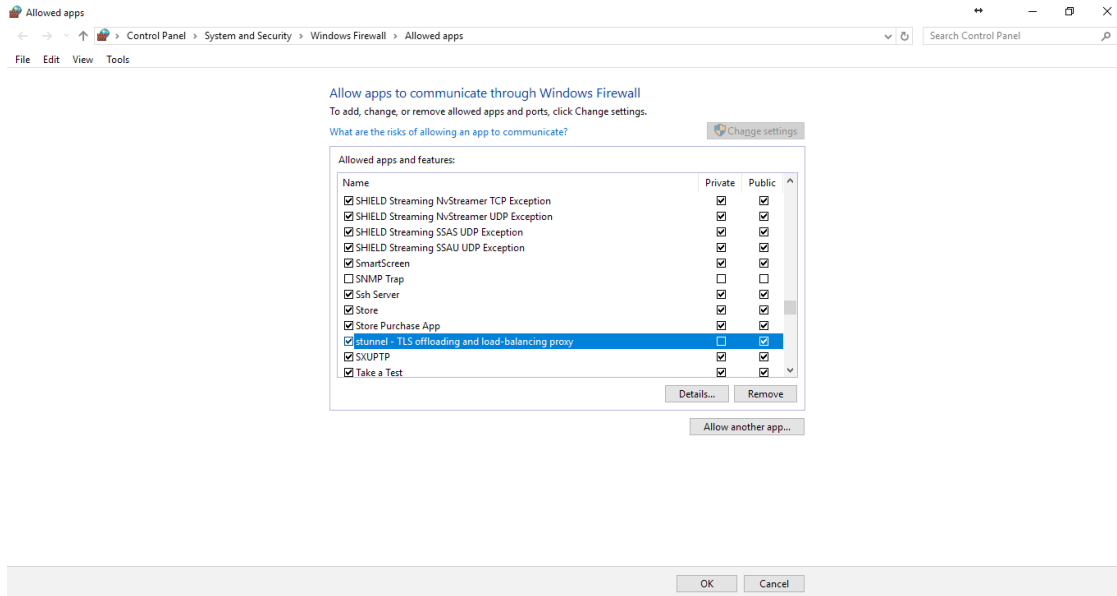 Allowed apps
Control Panel › System and Security › Windows Firewall › Allowed apps
Search Control Panel
File Edit View Tools
Allow apps to communicate through Windows Firewall
To add, change, or remove allowed apps and ports, click Change settings.
What are the risks of allowing an app to communicate?
Change settings
Allowed apps and features:
Name Private Public
SHIELD Streaming NvStreamer TCP Exception
SHIELD Streaming NvStreamer UDP Exception
SHIELD Streaming SSAS UDP Exception
SHIELD Streaming SSAU UDP Exception
SmartScreen
SNMP Trap
Ssh Server
Store
Store Purchase App
stunnel - TLS offloading and load-balancing proxy
SXUPTP
Take a Test
Details... Remove
Allow another app...
OK Cancel